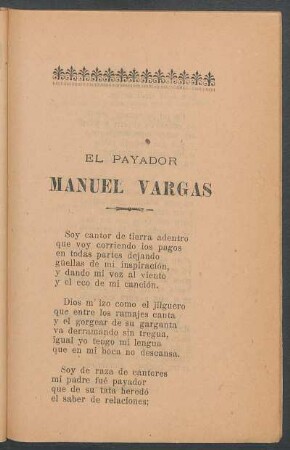 EL PAYADOR
MANUEL VARGAS
Soy cantor de tierra adentro
que voy corriendo los pagos
en todas partes dejando
güellas de mi inspiración,
y dando mi voz al viento
y el eco de mi canción.
Dios m'izo como el jilguero
que entre los ramajes canta
y el gorgear de su garganta
va derramando sin tregua,
igual yo tengo mi lengua
que en mi boca no descansa.
Soy de raza de cantores
mi padre fué payador
que de su tata heredó
el saber de relaciones;